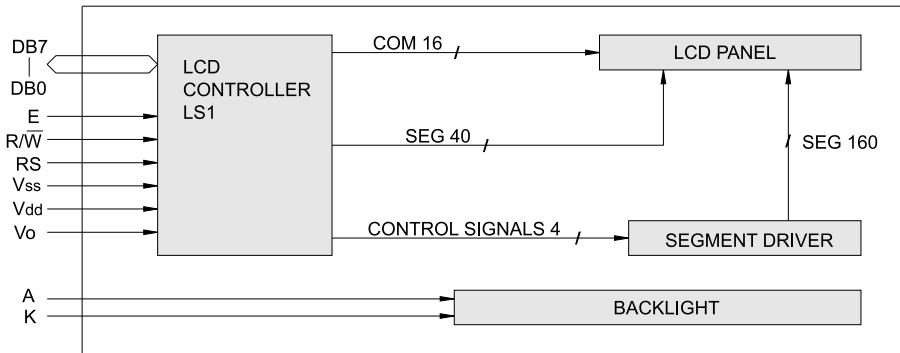 DB7
DB0
E
R/W̅
RS
Vss
Vdd
Vo
A
K
LCD
CONTROLLER
LS1
COM 16
SEG 40
CONTROL SIGNALS 4
LCD PANEL
SEG 160
SEGMENT DRIVER
BACKLIGHT